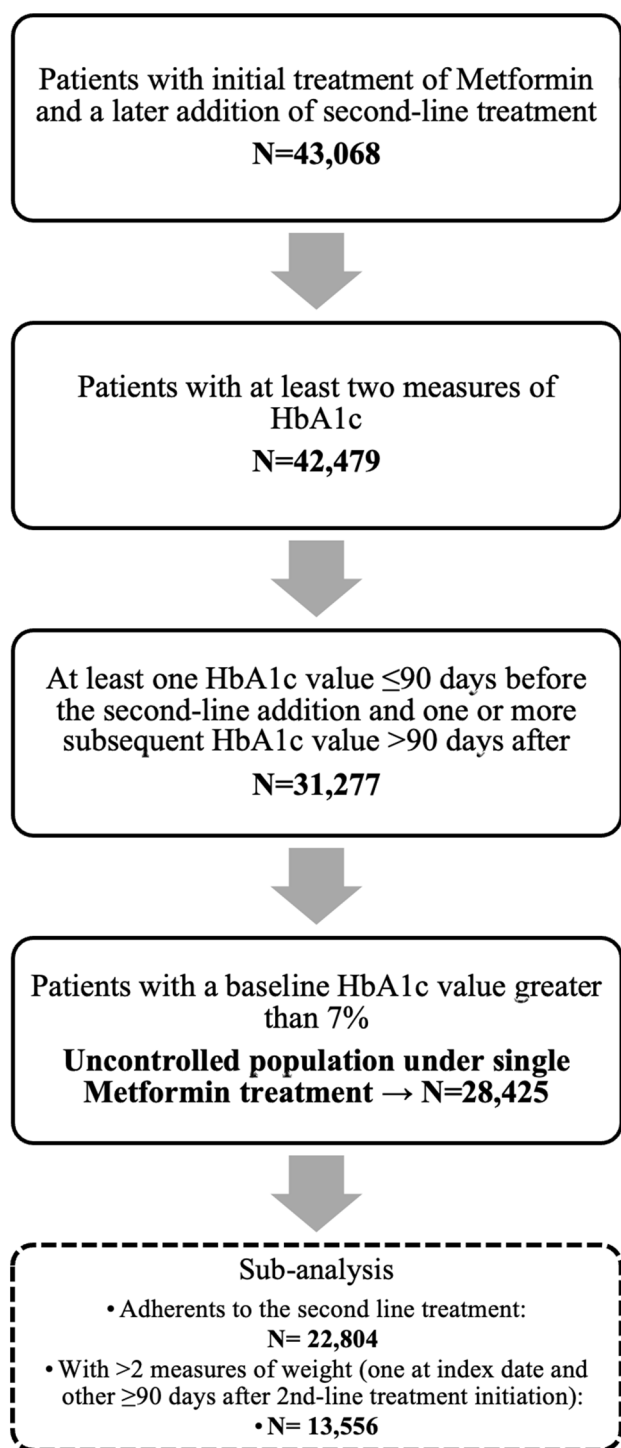 Patients with initial treatment of Metformin
and a later addition of second-line treatment
N=43,068
Patients with at least two measures of
HbA1c
N=42,479
At least one HbA1c value ≤90 days before
the second-line addition and one or more
subsequent HbA1c value >90 days after
N=31,277
Patients with a baseline HbA1c value greater
than 7%
Uncontrolled population under single
Metformin treatment → N=28,425
Sub-analysis
• Adherents to the second line treatment:
N= 22,804
• With >2 measures of weight (one at index date and
other ≥90 days after 2nd-line treatment initiation):
• N= 13,556